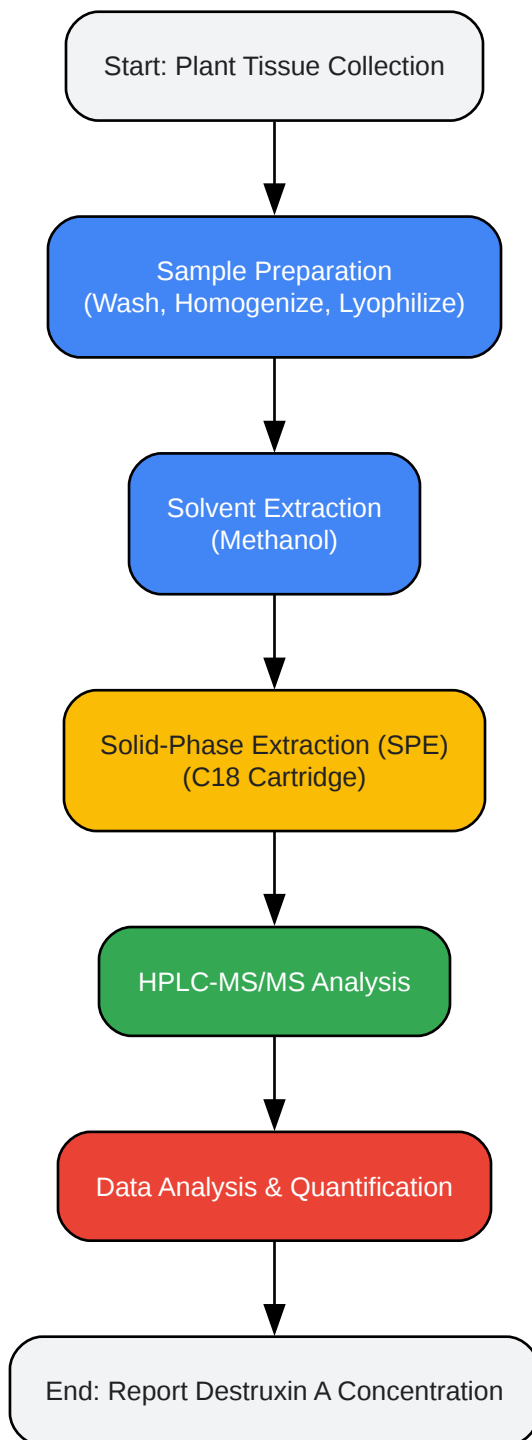 Start: Plant Tissue Collection
Sample Preparation
(Wash, Homogenize, Lyophilize)
Solvent Extraction
(Methanol)
Solid-Phase Extraction (SPE)
(C18 Cartridge)
HPLC-MS/MS Analysis
Data Analysis & Quantification
End: Report Destruxin A Concentration